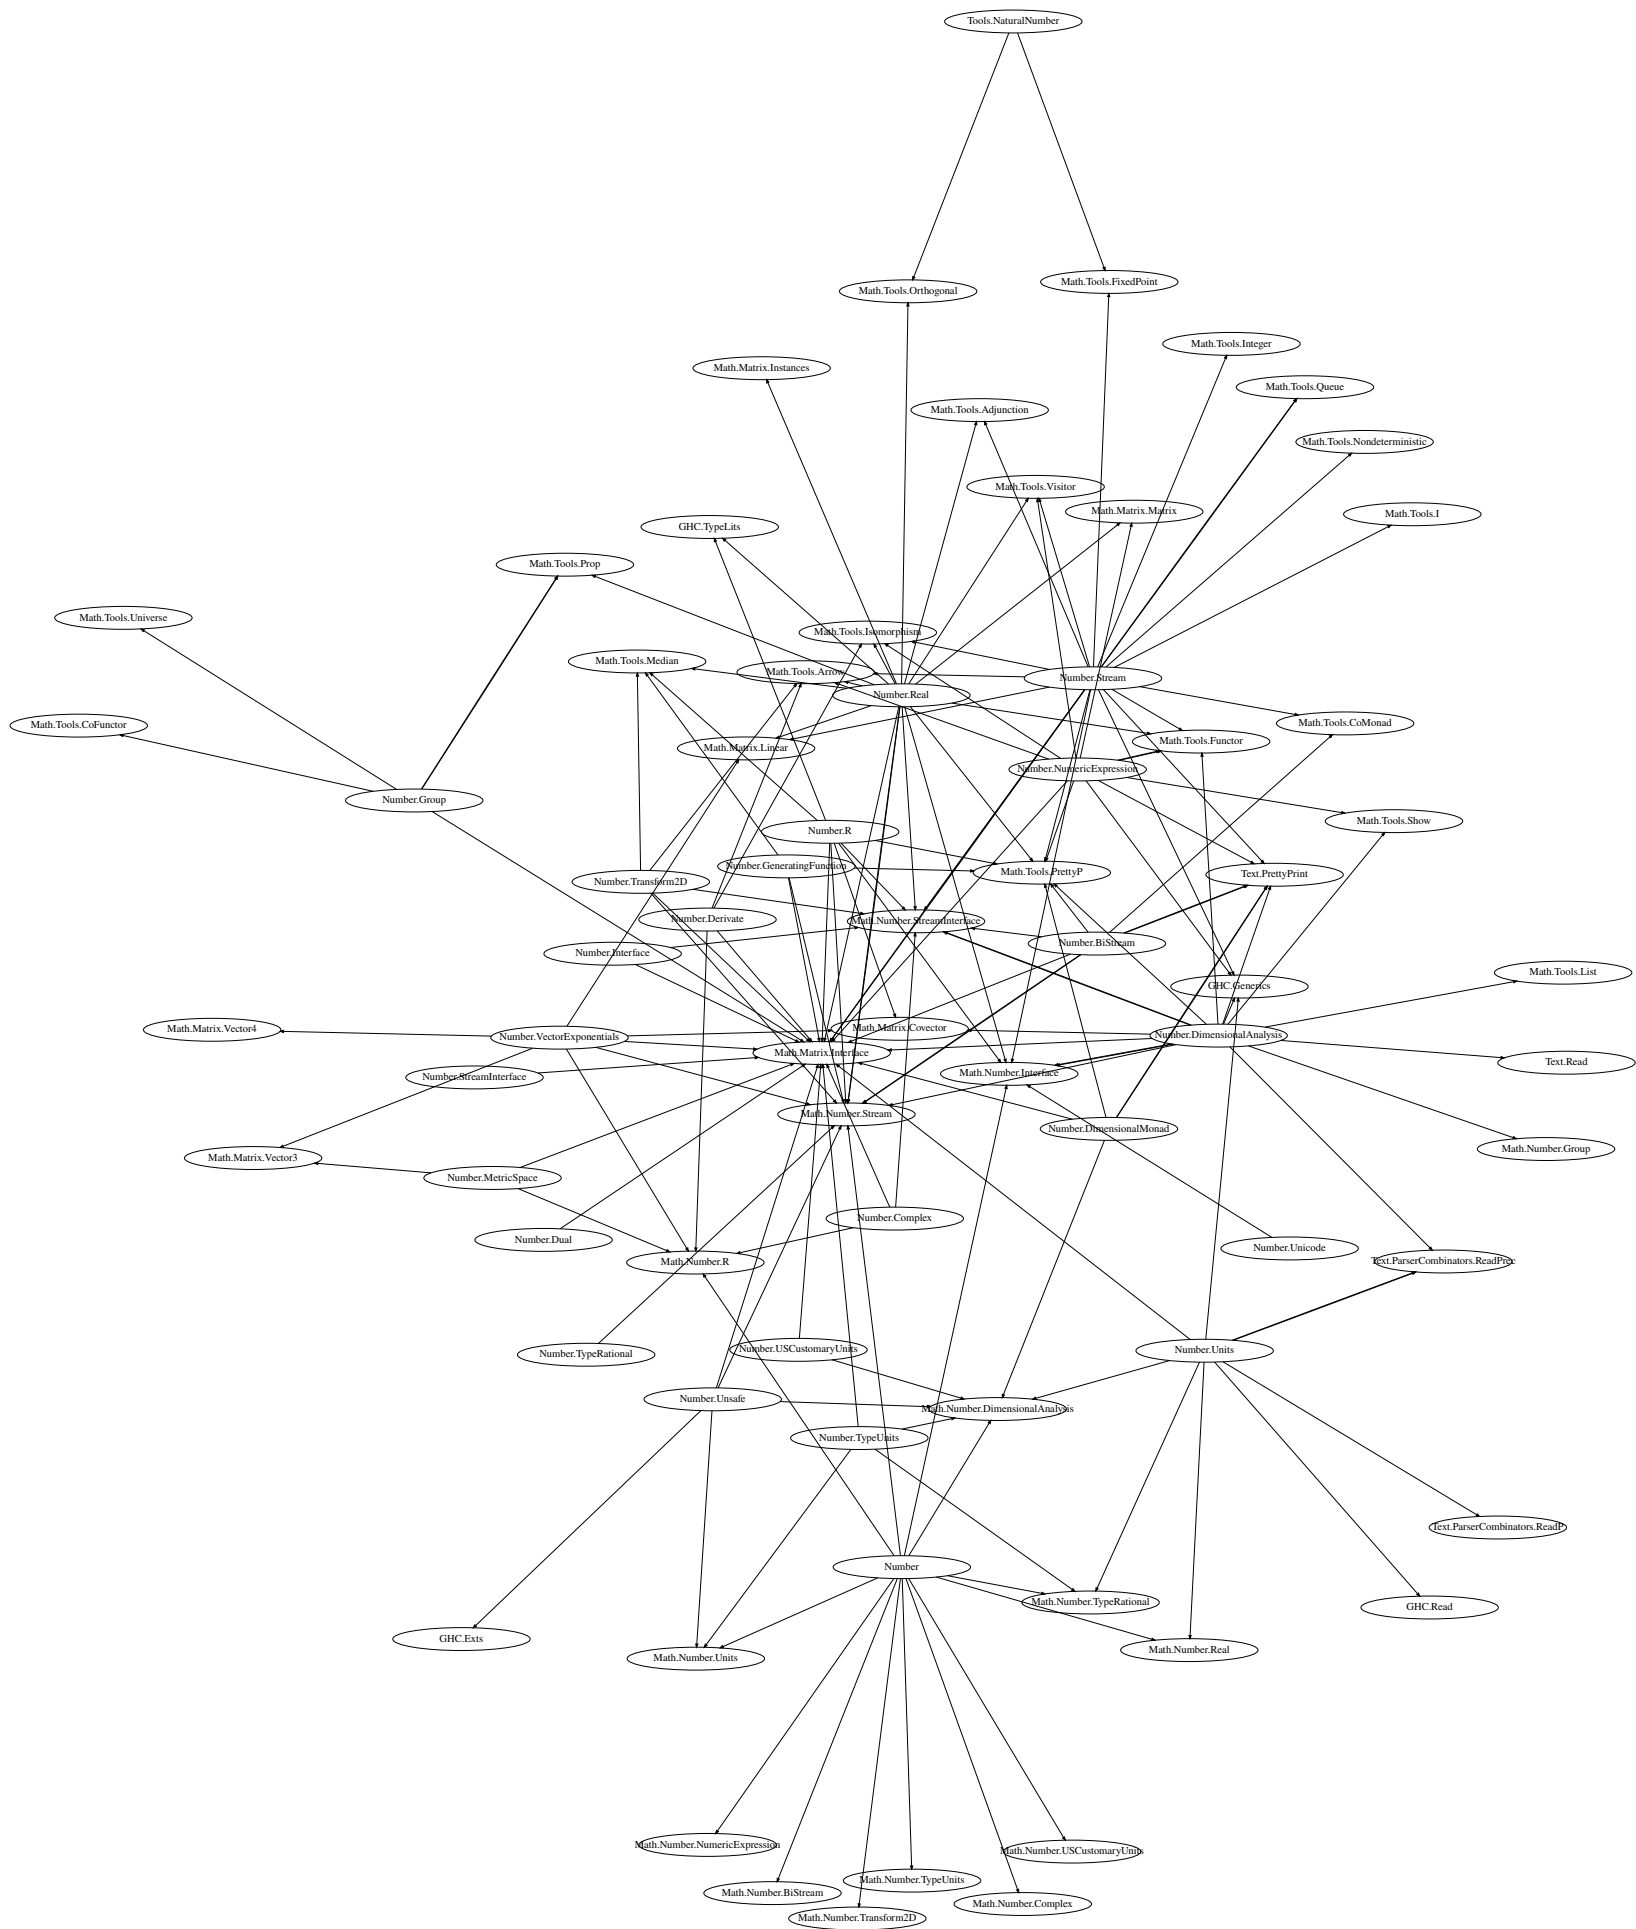 Tools.NaturalNumber
Math.Tools.FixedPoint
Math.Tools.Orthogonal
Math.Tools.Integer
Math.Matrix.Instances
Math.Tools.Queue
Math.Tools.Adjunction
Math.Tools.Nondeterministic
Math.Tools.Visitor
Math.Matrix.Matrix
Math.Tools.I
GHC.TypeLits
Math.Tools.Prop
Math.Tools.Universe
Math.Tools.Isomorphism
Math.Tools.Median
Math.Tools.Arrow
Number.Stream
Number.Real
Math.Tools.CoFunctor
Math.Tools.CoMonad
Math.Tools.Functor
Math.Matrix.Linear
Number.NumericExpression
Number.Group
Math.Tools.Show
Number.R
Number.GeneratingFunction
Math.Tools.PrettyP
Text.PrettyPrint
Number.Transform2D
Number.Derivate
Math.Number.StreamInterface
Number.BiStream
Number.Interface
Math.Tools.List
GHC.Generics
Math.Matrix.Vector4
Math.Matrix.Covector
Number.DimensionalAnalysis
Number.VectorExponentials
Math.Matrix.Interface
Text.Read
Math.Number.Interface
Number.StreamInterface
Math.Number.Stream
Number.DimensionalMonad
Math.Number.Group
Math.Matrix.Vector3
Number.MetricSpace
Number.Complex
Number.Dual
Number.Unicode
Math.Number.R
Text.ParserCombinators.ReadPrec
Number.USCustomaryUnits
Number.Units
Number.TypeRational
Number.Unsafe
Math.Number.DimensionalAnalysis
Number.TypeUnits
Text.ParserCombinators.ReadP
Number
Math.Number.TypeRational
GHC.Read
GHC.Exts
Math.Number.Real
Math.Number.Units
Math.Number.NumericExpression
Math.Number.USCustomaryUnits
Math.Number.TypeUnits
Math.Number.BiStream
Math.Number.Complex
Math.Number.Transform2D